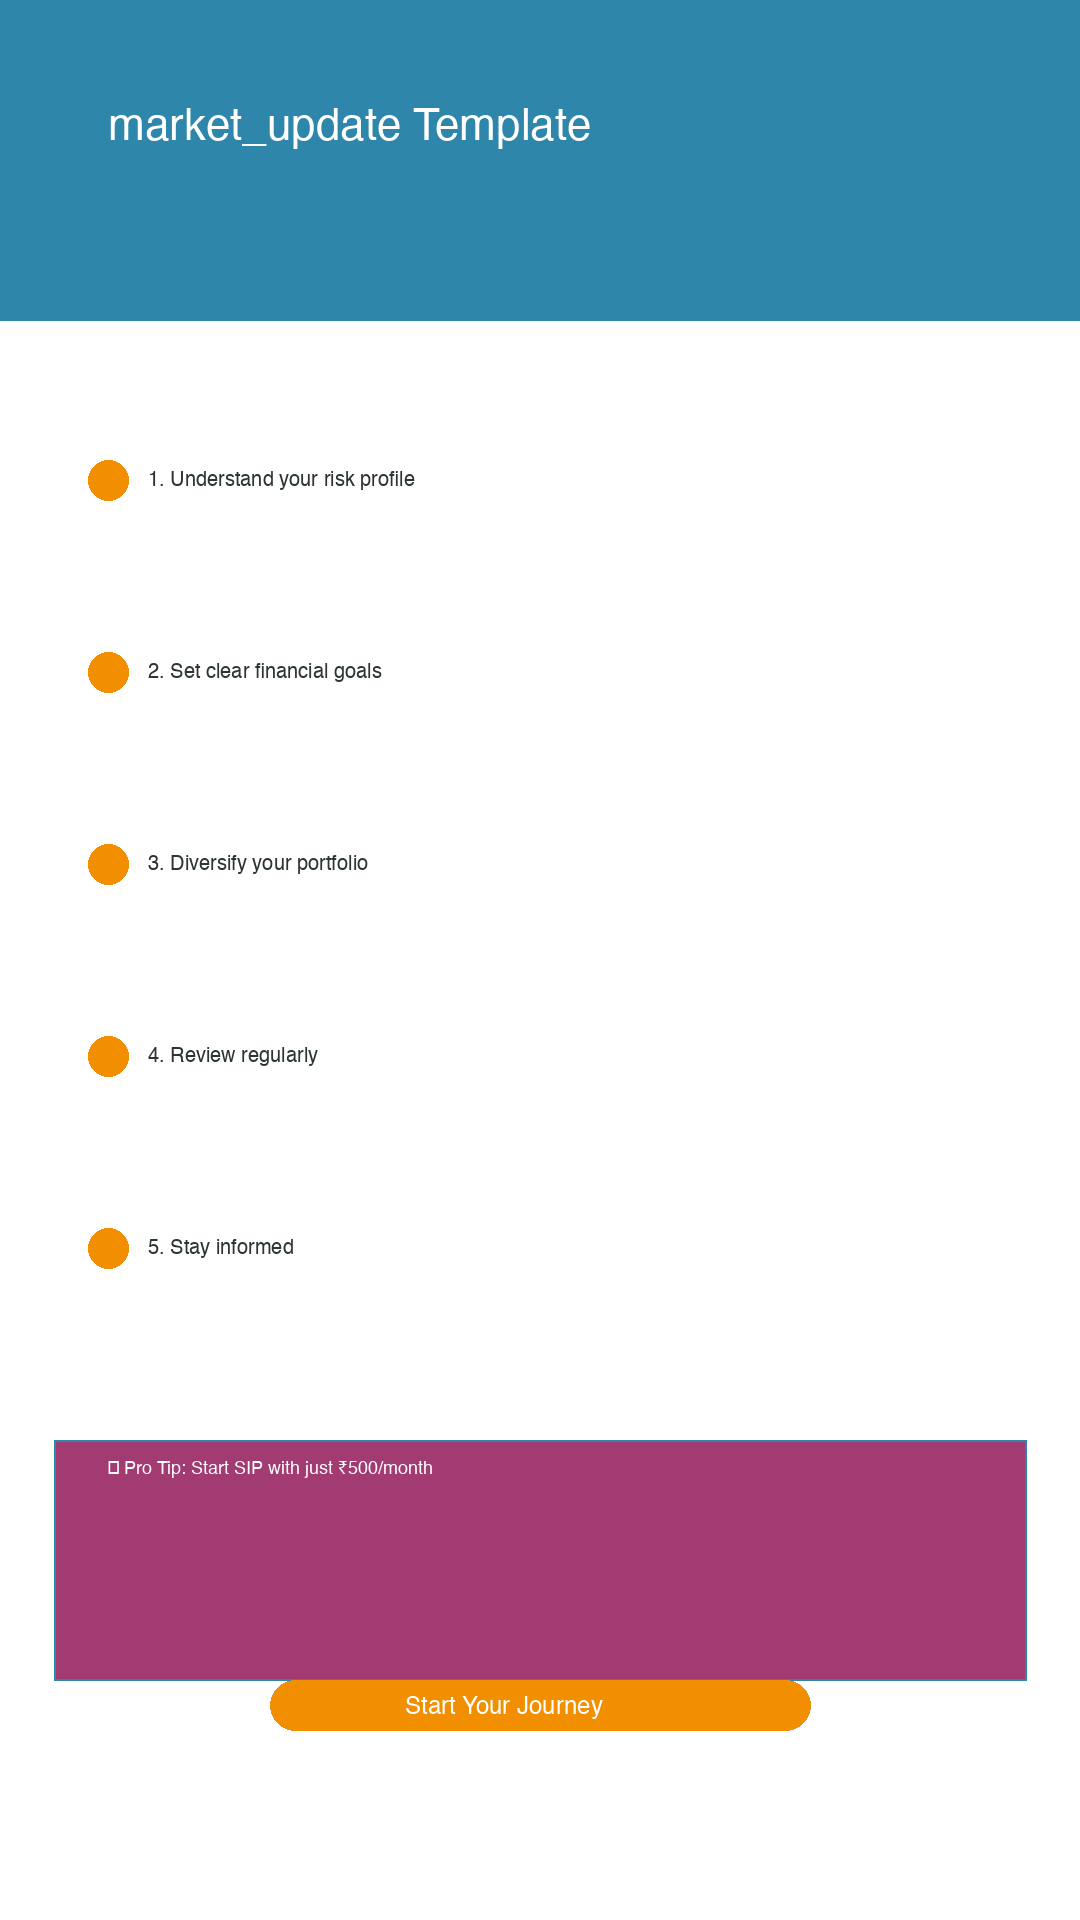 market_update Template
1. Understand your risk profile
2. Set clear financial goals
3. Diversify your portfolio
4. Review regularly
5. Stay informed
Pro Tip: Start SIP with just ₹500/month
Start Your Journey